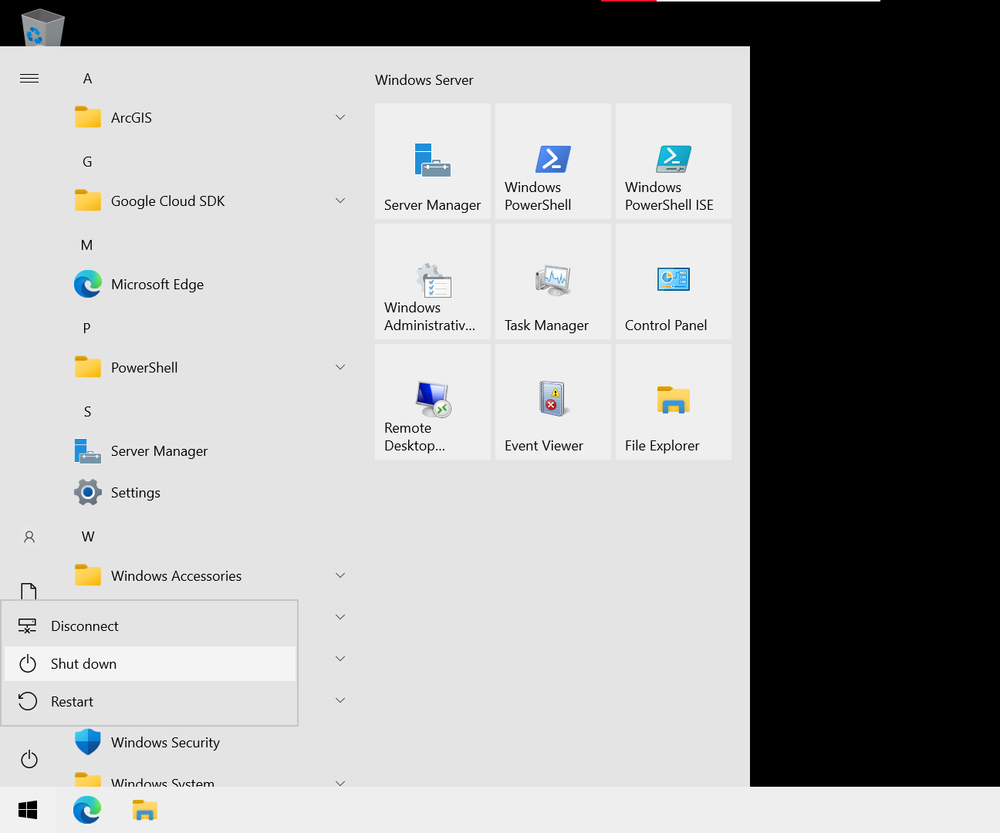 A
ArcGIS
G
Google Cloud SDK
M
Microsoft Edge
P
PowerShell
S
Server Manager
Settings
W
Windows Accessories
Disconnect
Shut down
Restart
Windows Security
Windows System
Windows Server
Server Manager
Windows
PowerShell
Windows
PowerShell ISE
Windows
Administrativ...
Task Manager
Control Panel
Remote
Desktop...
Event Viewer
File Explorer